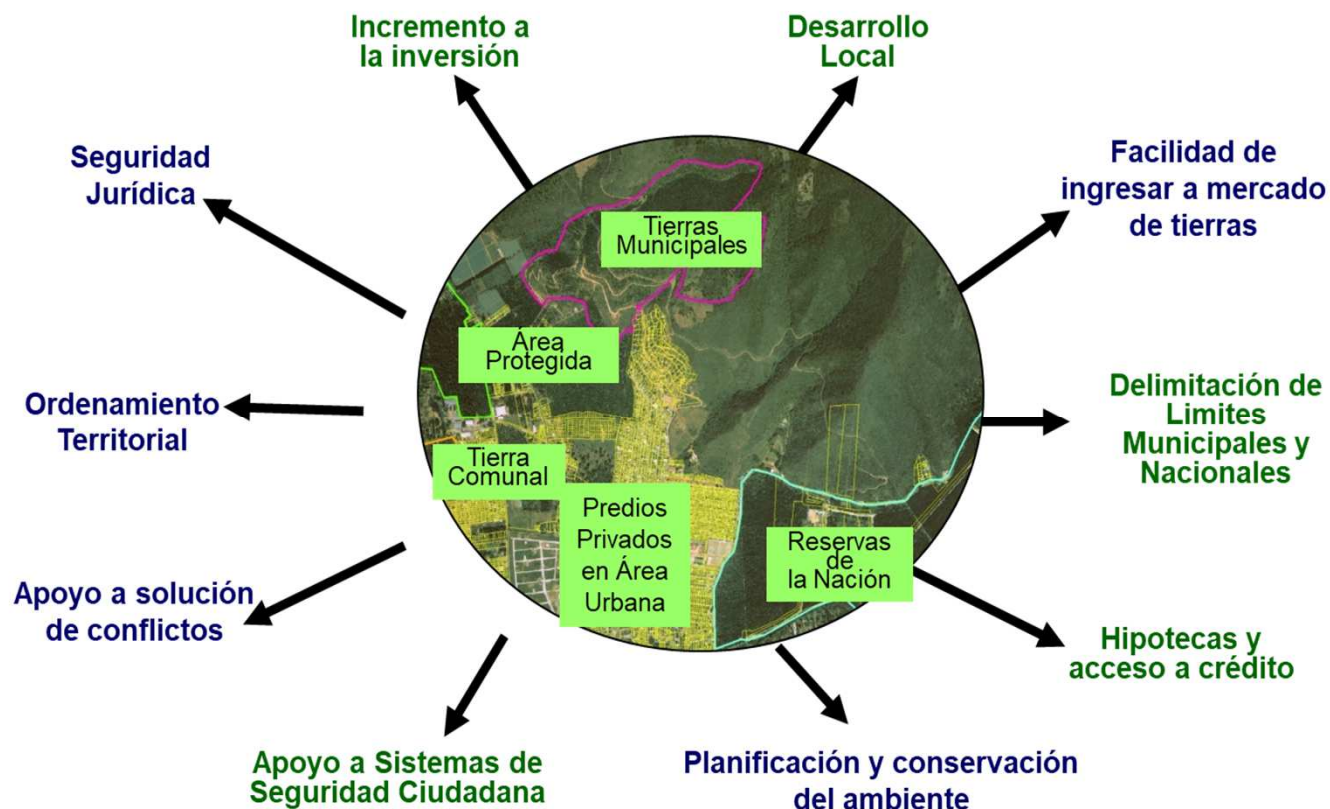 Incremento a
la inversión
Desarrollo
Local
Seguridad
Jurídica
Facilidad de
ingresar a mercado
de tierras
Tierras
Municipales
Área
Protegida
Ordenamiento
Territorial
Delimitación de
Limites
Municipales y
Nacionales
Tierra
Comunal
Predios
Privados
en Área
Urbana
Reservas
de
la Nación
Apoyo a solución
de conflictos
Hipotecas y
acceso a crédito
Apoyo a Sistemas de
Seguridad Ciudadana
Planificación y conservación
del ambiente